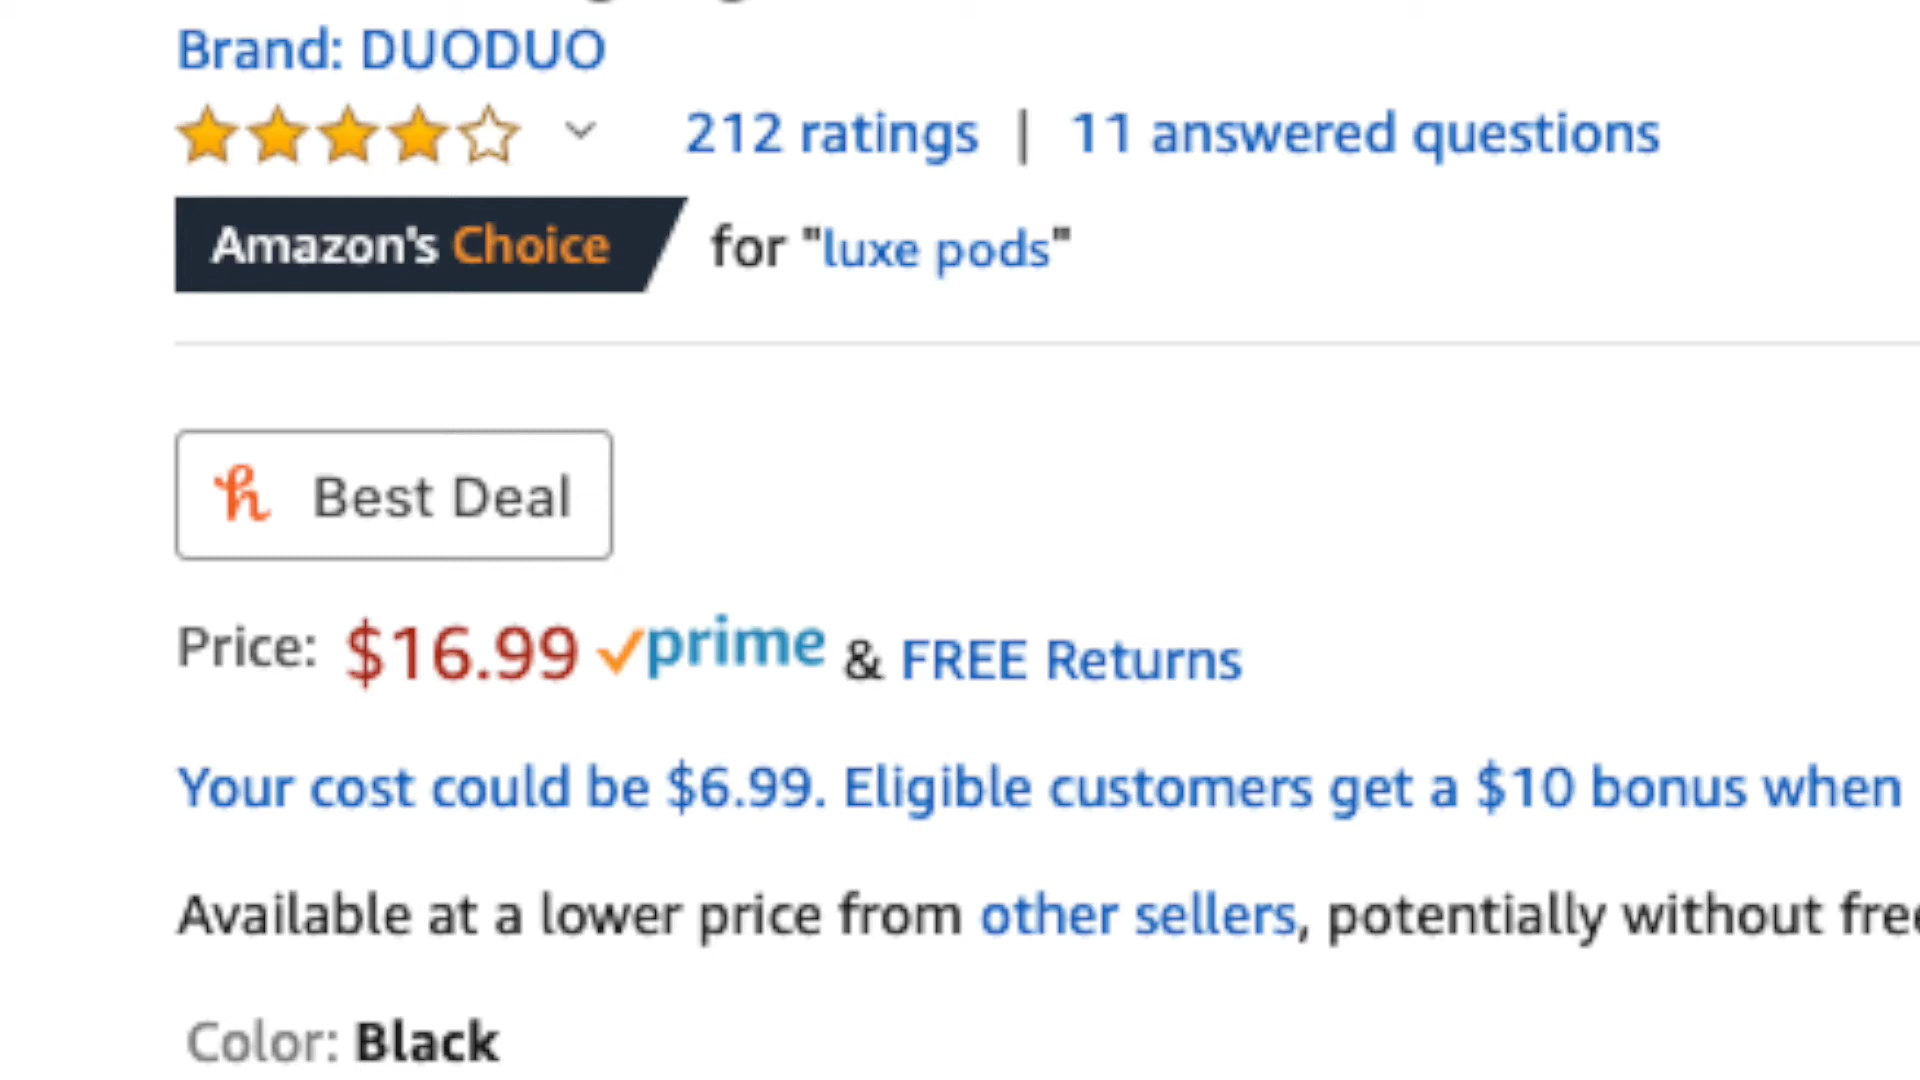 Brand: DUODUO
212 ratings | 11 answered questions
Amazon's Choice for "luxe pods"
h Best Deal
Price: $16.99 prime & FREE Returns
Your cost could be $6.99. Eligible customers get a $10 bonus when
Available at a lower price from other sellers, potentially without free
Color: Black